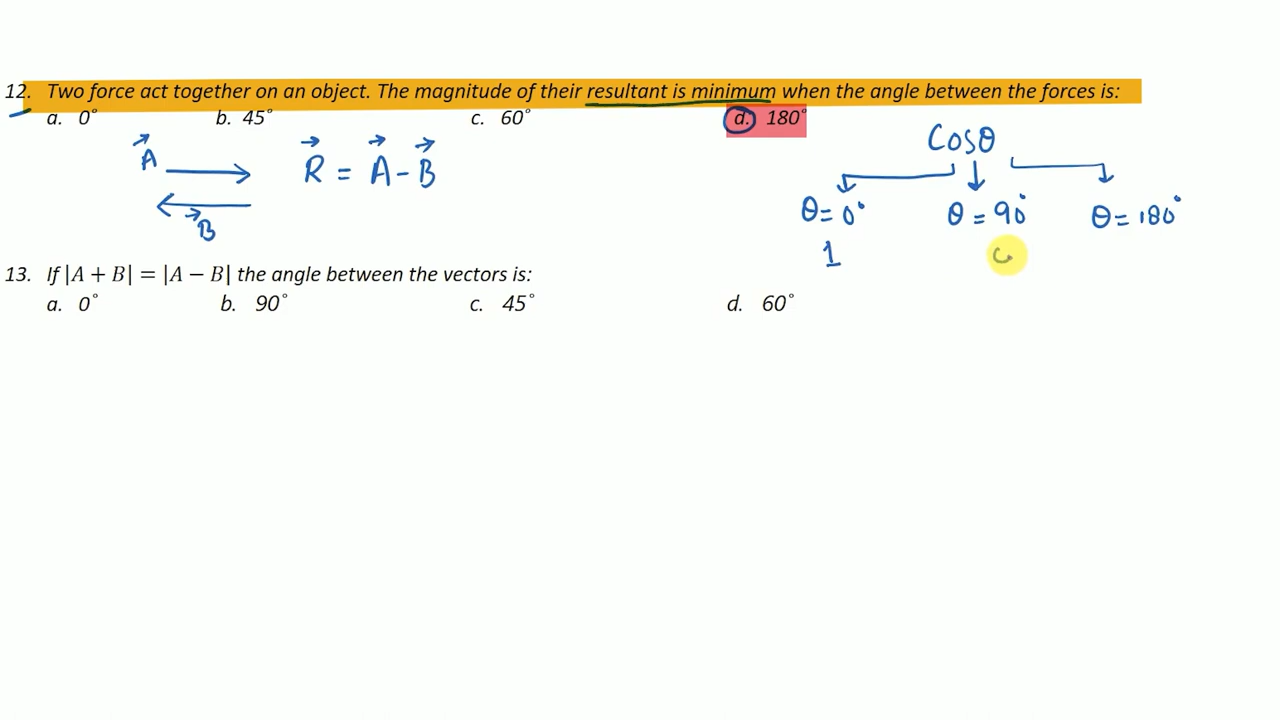 12. Two force act together on an object. The magnitude of their resultant is minimum when the angle between the forces is:
a. 0° b. 45° c. 60° d. 180°
Cosθ
A R = A - B
θ = 0° θ = 90° θ = 180°
B
1
13. If |A + B| = |A − B| the angle between the vectors is:
a. 0° b. 90° c. 45° d. 60°